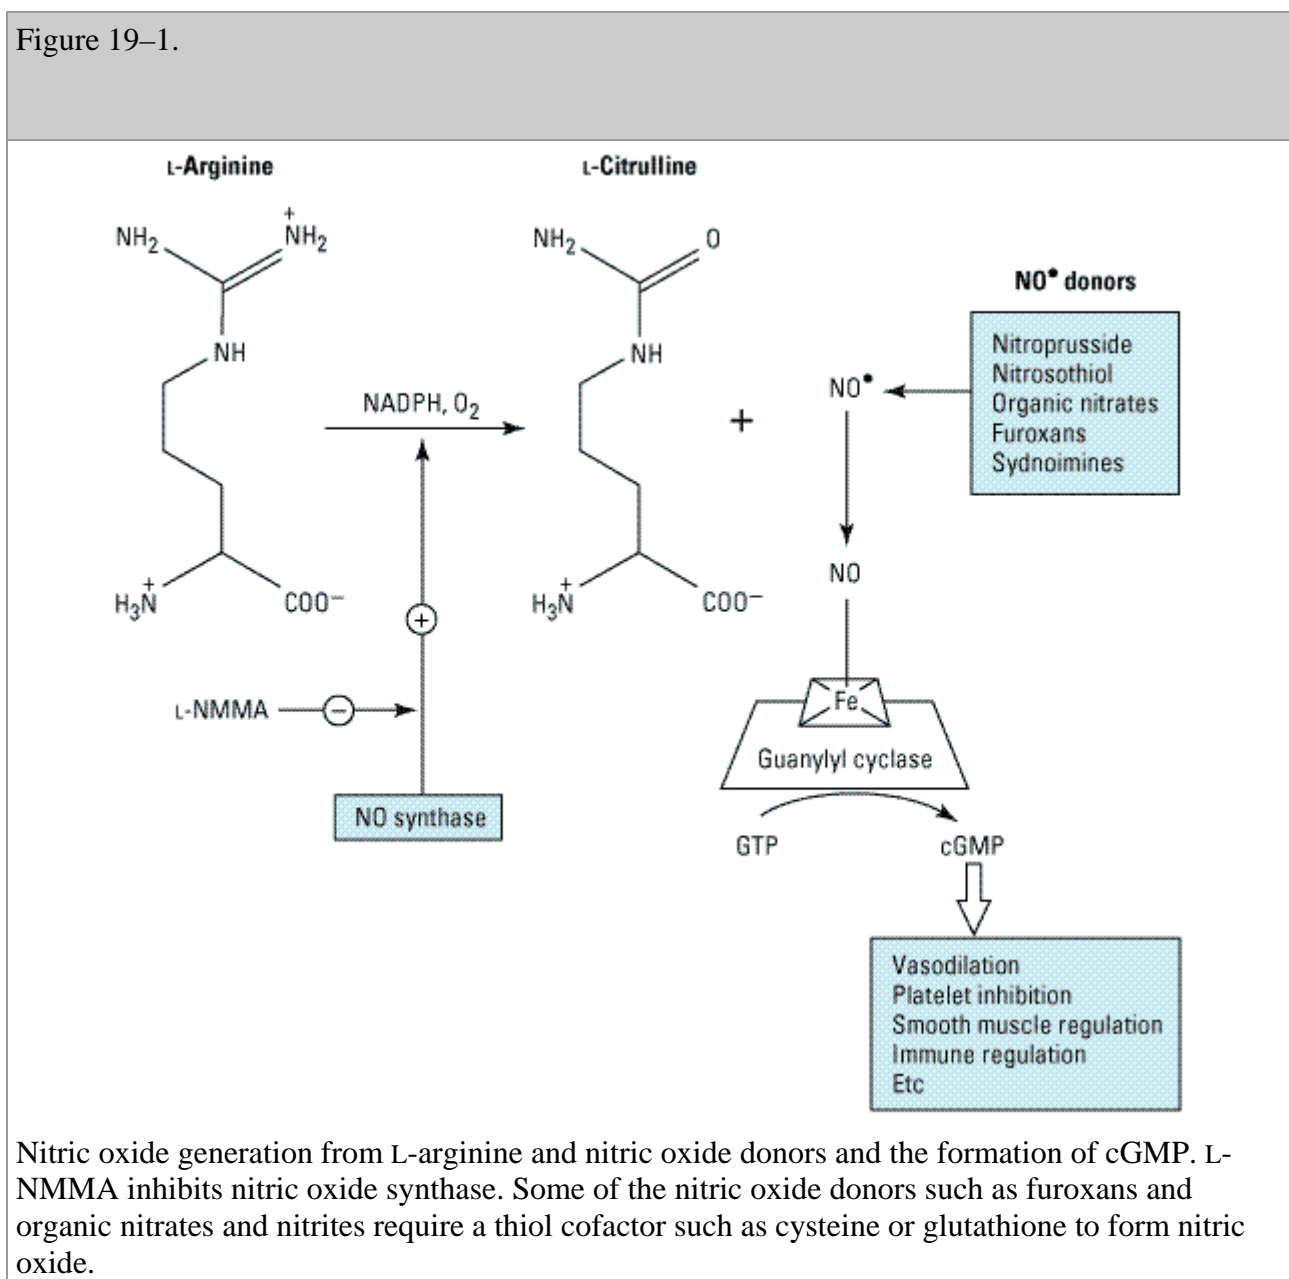 Figure 19–1.
L-Arginine
L-Citrulline
NH2
+
NH2
NH2
O
NO• donors
NH
NH
Nitroprusside
Nitrosothiol
Organic nitrates
Furoxans
Sydnoimines
NADPH, O2
+
NO•
NO
+
H3N
COO–
+
H3N
COO–
+
L-NMMA
–
Fe
Guanylyl cyclase
NO synthase
GTP
cGMP
Vasodilation
Platelet inhibition
Smooth muscle regulation
Immune regulation
Etc
Nitric oxide generation from L-arginine and nitric oxide donors and the formation of cGMP. L-
NMMA inhibits nitric oxide synthase. Some of the nitric oxide donors such as furoxans and
organic nitrates and nitrites require a thiol cofactor such as cysteine or glutathione to form nitric
oxide.